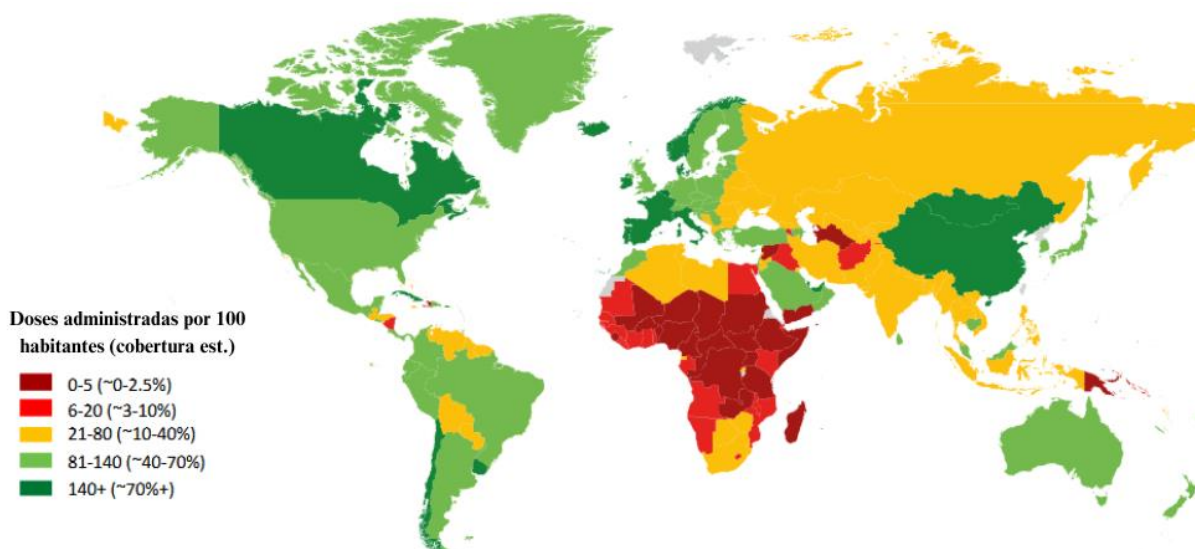 Doses administradas por 100
habitantes (cobertura est.)
0-5 (~0-2.5%)
6-20 (~3-10%)
21-80 (~10-40%)
81-140 (~40-70%)
140+ (~70%+)